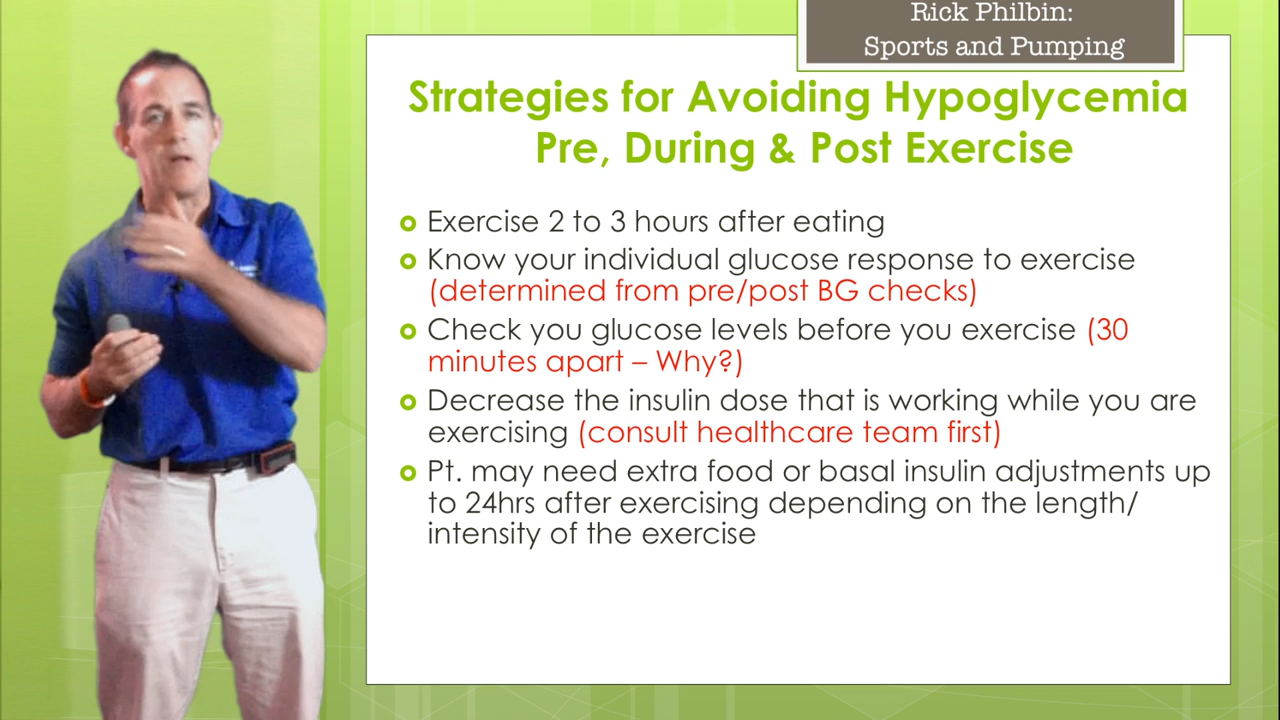 Rick Philbin:
Sports and Pumping
Strategies for Avoiding Hypoglycemia
Pre, During & Post Exercise
Exercise 2 to 3 hours after eating
Know your individual glucose response to exercise
(determined from pre/post BG checks)
Check you glucose levels before you exercise (30
minutes apart – Why?)
Decrease the insulin dose that is working while you are
exercising (consult healthcare team first)
Pt. may need extra food or basal insulin adjustments up
to 24hrs after exercising depending on the length/
intensity of the exercise